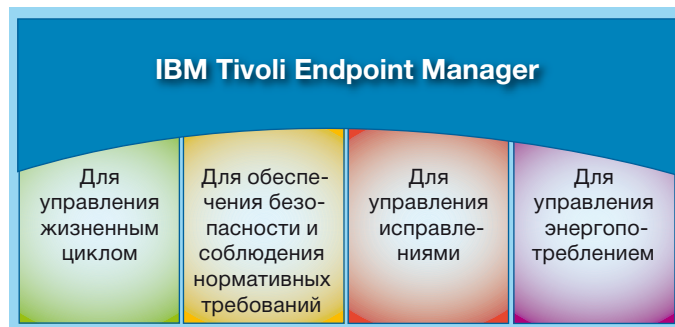 IBM Tivoli Endpoint Manager
Для
управления
жизненным
циклом
Для обеспе-
чения безо-
пасности и
соблюдения
нормативных
требований
Для
управления
исправле-
ниями
Для
управления
энергопо-
треблением